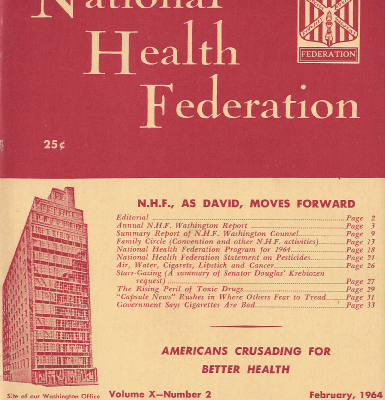 National
Health
Federation
FEDERATION
25¢
N.H.F., AS DAVID, MOVES FORWARD
Editorial Page 2
Annual N.H.F. Washington Report Page 3
Summary Report of N.H.F. Washington Counsel Page 9
Family Circle (Convention and other N.H.F. activities) Page 13
National Health Federation Program for 1964 Page 18
National Health Federation Statement on Pesticides Page 21
Air, Water, Cigarets, Lipstick and Cancer Page 26
Starr-Gazing (A summary of Senator Douglas' Krebiozen
request) Page 27
The Rising Peril of Toxic Drugs Page 29
"Capsule News" Rushes in Where Others Fear to Tread Page 31
Government Says Cigarettes Are Bad Page 33
AMERICANS CRUSADING FOR
BETTER HEALTH
Site of our Washington Office
Volume X—Number 2
February, 1964